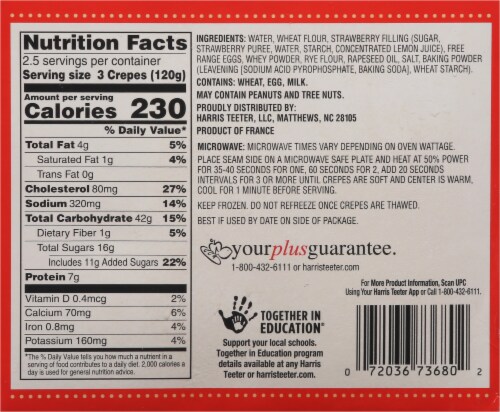 Nutrition Facts
2.5 servings per container
Serving size 3 Crepes (120g)
Amount per serving
Calories 230
% Daily Value*
Total Fat 4g 5%
Saturated Fat 1g 4%
Trans Fat 0g
Cholesterol 80mg 27%
Sodium 320mg 14%
Total Carbohydrate 42g 15%
Dietary Fiber 1g 5%
Total Sugars 16g
Includes 11g Added Sugars 22%
Protein 7g
Vitamin D 0.4mcg 2%
Calcium 70mg 6%
Iron 0.8mg 4%
Potassium 160mg 4%
*The % Daily Value tells you how much a nutrient in a
serving of food contributes to a daily diet. 2,000 calories a
day is used for general nutrition advice.
INGREDIENTS: WATER, WHEAT FLOUR, STRAWBERRY FILLING (SUGAR,
STRAWBERRY PUREE, WATER, STARCH, CONCENTRATED LEMON JUICE), FREE
RANGE EGGS, WHEY POWDER, RYE FLOUR, RAPESEED OIL, SALT, BAKING POWDER
(LEAVENING [SODIUM ACID PYROPHOSPHATE, BAKING SODA], WHEAT STARCH).
CONTAINS: WHEAT, EGG, MILK.
MAY CONTAIN PEANUTS AND TREE NUTS.
PROUDLY DISTRIBUTED BY:
HARRIS TEETER, LLC, MATTHEWS, NC 28105
PRODUCT OF FRANCE
MICROWAVE: MICROWAVE TIMES VARY DEPENDING ON OVEN WATTAGE.
PLACE SEAM SIDE ON A MICROWAVE SAFE PLATE AND HEAT AT 50% POWER
FOR 35-40 SECONDS FOR ONE, 60 SECONDS FOR 2, ADD 20 SECONDS
INTERVALS FOR 3 OR MORE UNTIL CREPES ARE SOFT AND CENTER IS WARM,
COOL FOR 1 MINUTE BEFORE SERVING.
KEEP FROZEN. DO NOT REFREEZE ONCE CREPES ARE THAWED.
BEST IF USED BY DATE ON SIDE OF PACKAGE.
yourplusguarantee.
1-800-432-6111 or harristeeter.com
TOGETHER IN
EDUCATION®
Support your local schools.
Together in Education program
details available at any Harris
Teeter or harristeeter.com.
For More Product Information, Scan UPC
Using Your Harris Teeter App or Call 1-800-432-6111.
0 72036 73680 2